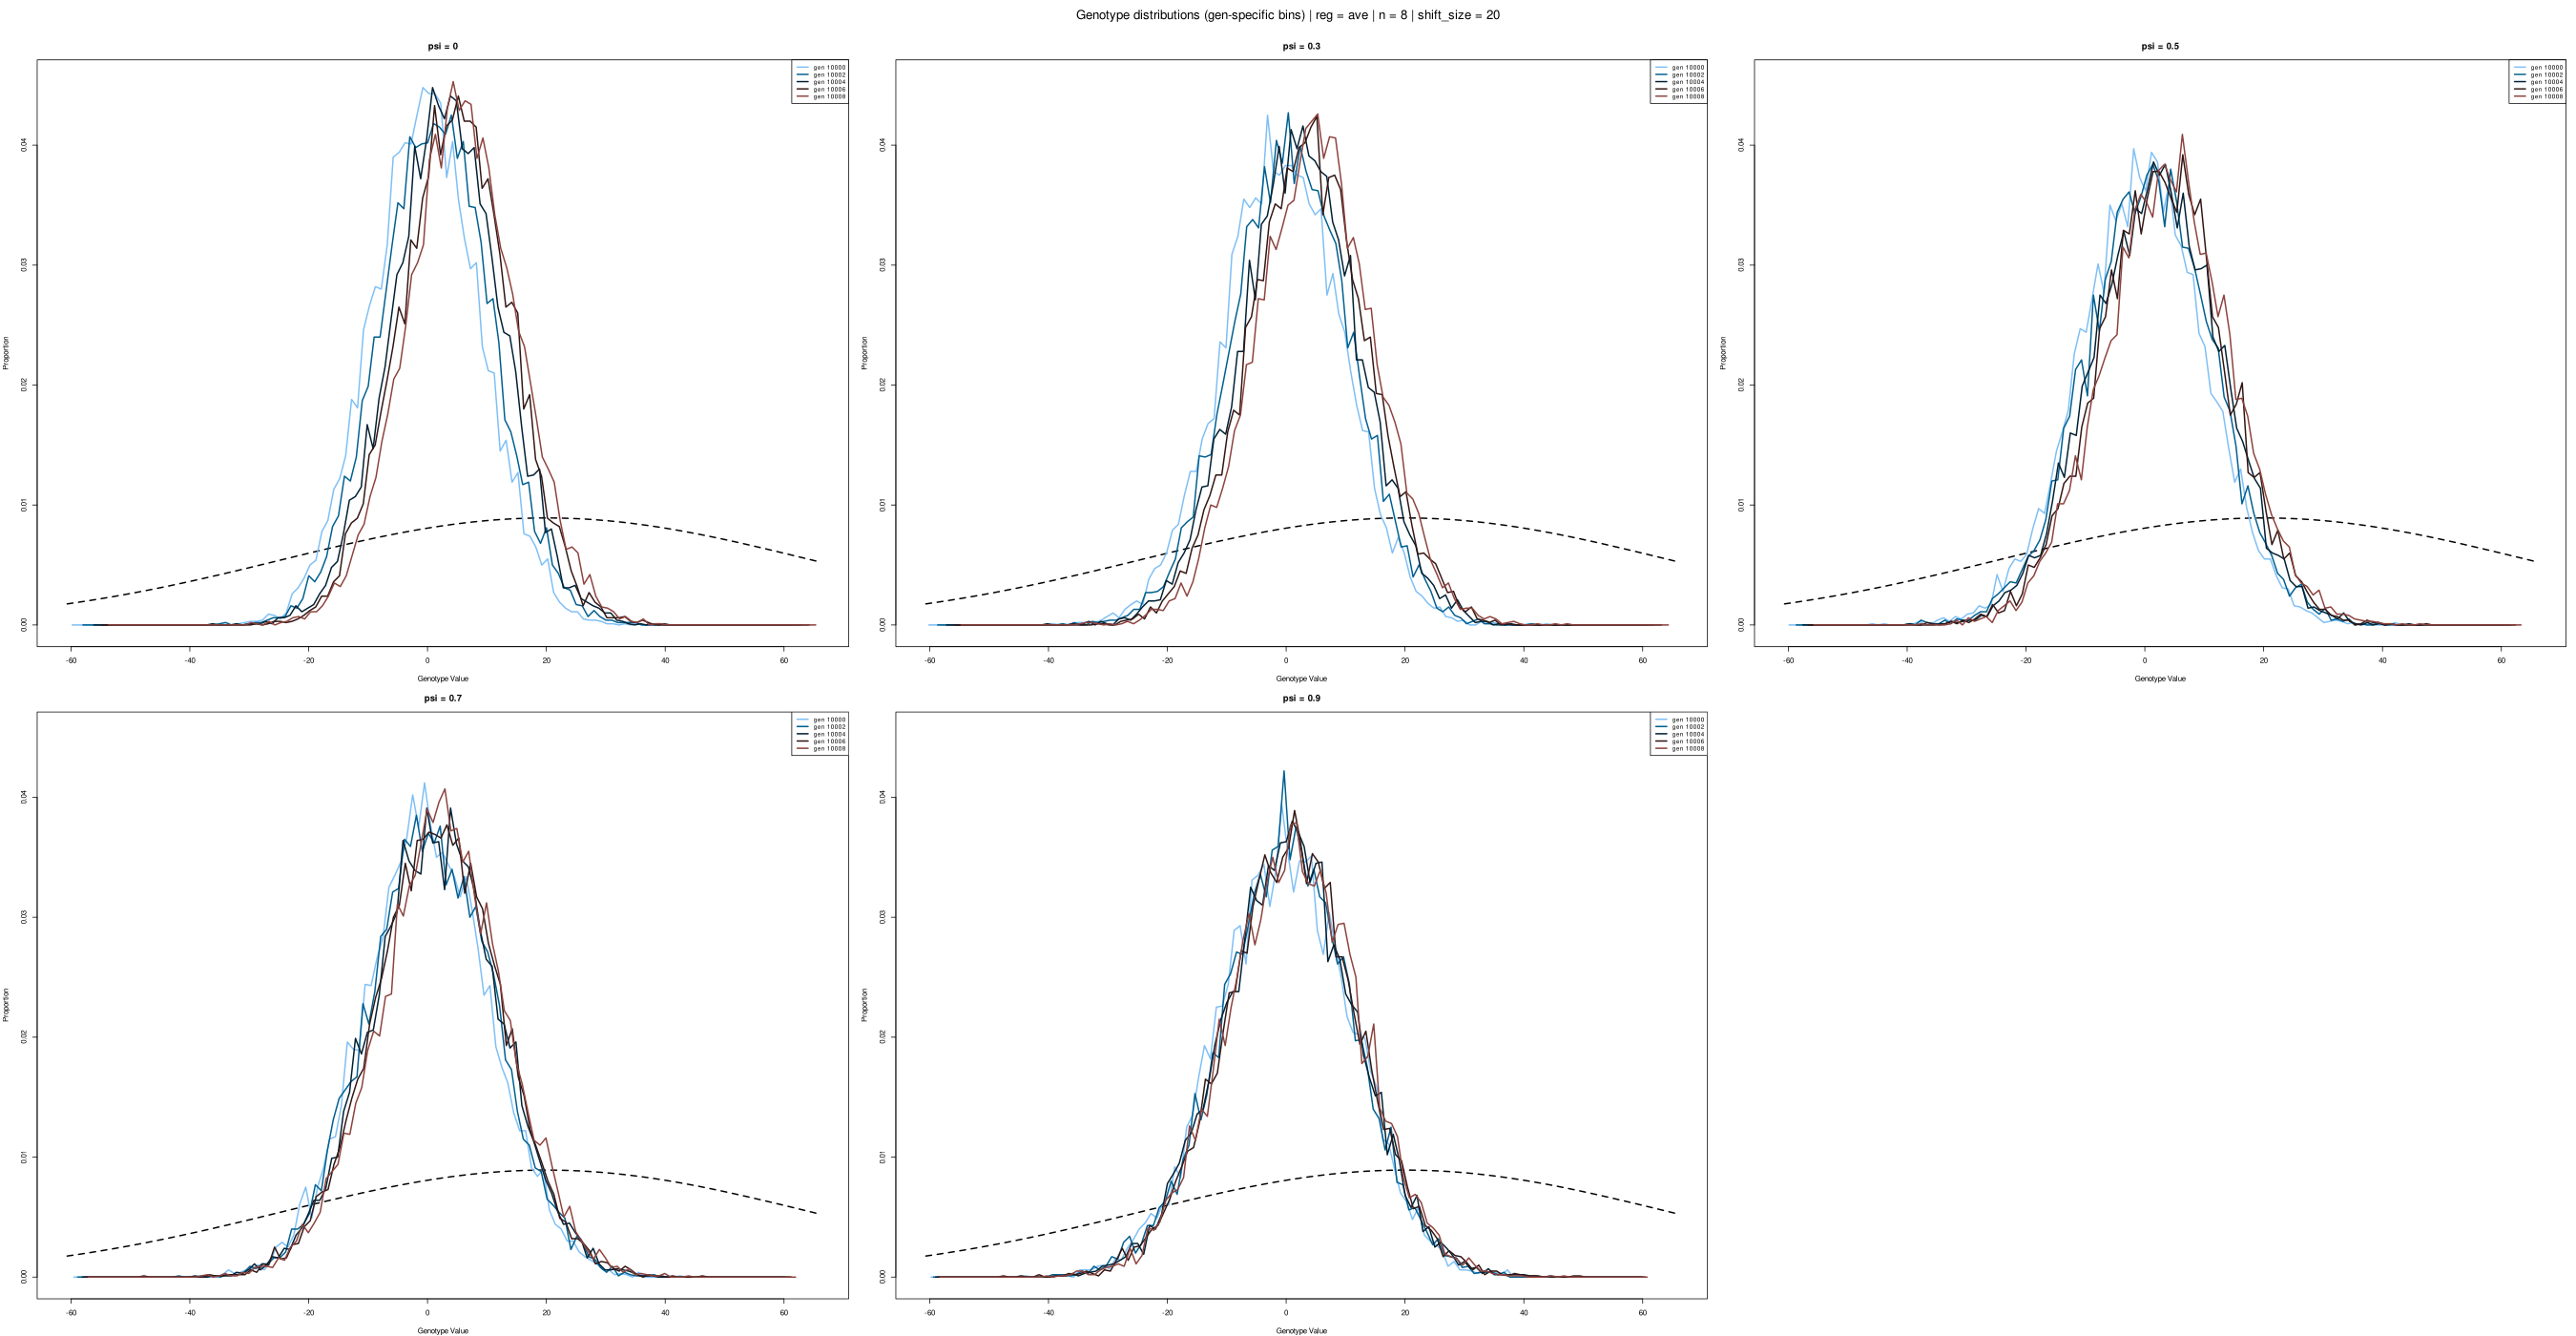 Genotype distributions (gen-specific bins) | reg = ave | n = 8 | shift_size = 20
psi = 0
gen 10000
gen 10002
gen 10004
gen 10006
gen 10008
Proportion
0.04
0.03
0.02
0.01
0.00
-60 -40 -20 0 20 40 60
Genotype Value
psi = 0.3
gen 10000
gen 10002
gen 10004
gen 10006
gen 10008
Proportion
0.04
0.03
0.02
0.01
0.00
-60 -40 -20 0 20 40 60
Genotype Value
psi = 0.5
gen 10000
gen 10002
gen 10004
gen 10006
gen 10008
Proportion
0.04
0.03
0.02
0.01
0.00
-60 -40 -20 0 20 40 60
Genotype Value
psi = 0.7
gen 10000
gen 10002
gen 10004
gen 10006
gen 10008
Proportion
0.04
0.03
0.02
0.01
0.00
-60 -40 -20 0 20 40 60
Genotype Value
psi = 0.9
gen 10000
gen 10002
gen 10004
gen 10006
gen 10008
Proportion
0.04
0.03
0.02
0.01
0.00
-60 -40 -20 0 20 40 60
Genotype Value